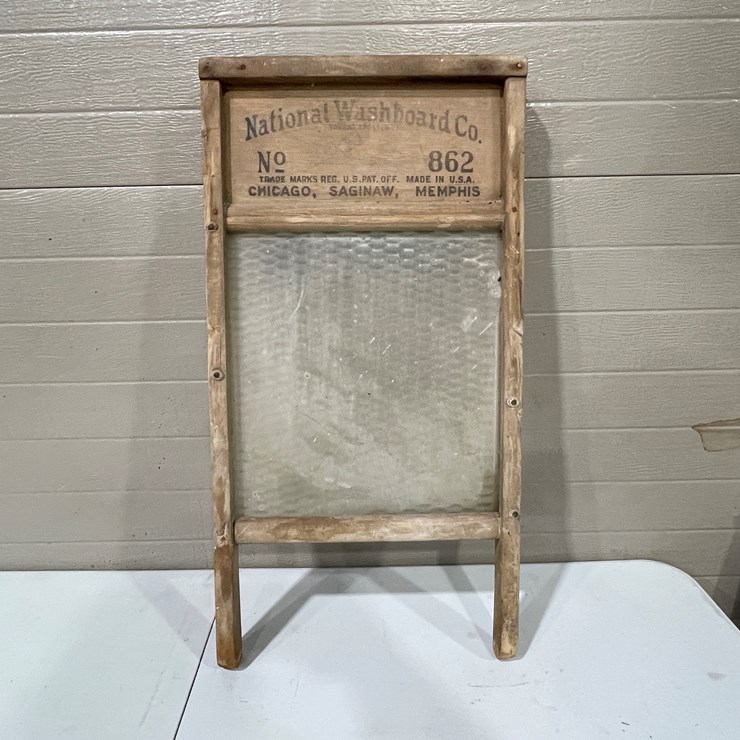 National Washboard Co.
No 862
TRADE MARKS REG. U.S. PAT. OFF. MADE IN U.S.A.
CHICAGO, SAGINAW, MEMPHIS